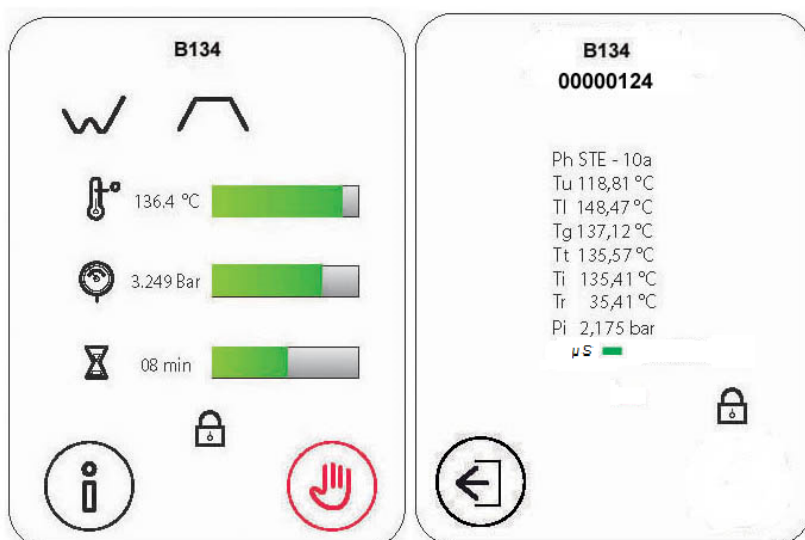 B134
136.4 °C
3.249 Bar
08 min
B134
00000124
Ph STE - 10a
Tu 118,81 °C
Tl 148,47 °C
Tg 137,12 °C
Tt 135,57 °C
Ti 135,41 °C
Tr 35,41 °C
Pi 2,175 bar
µS